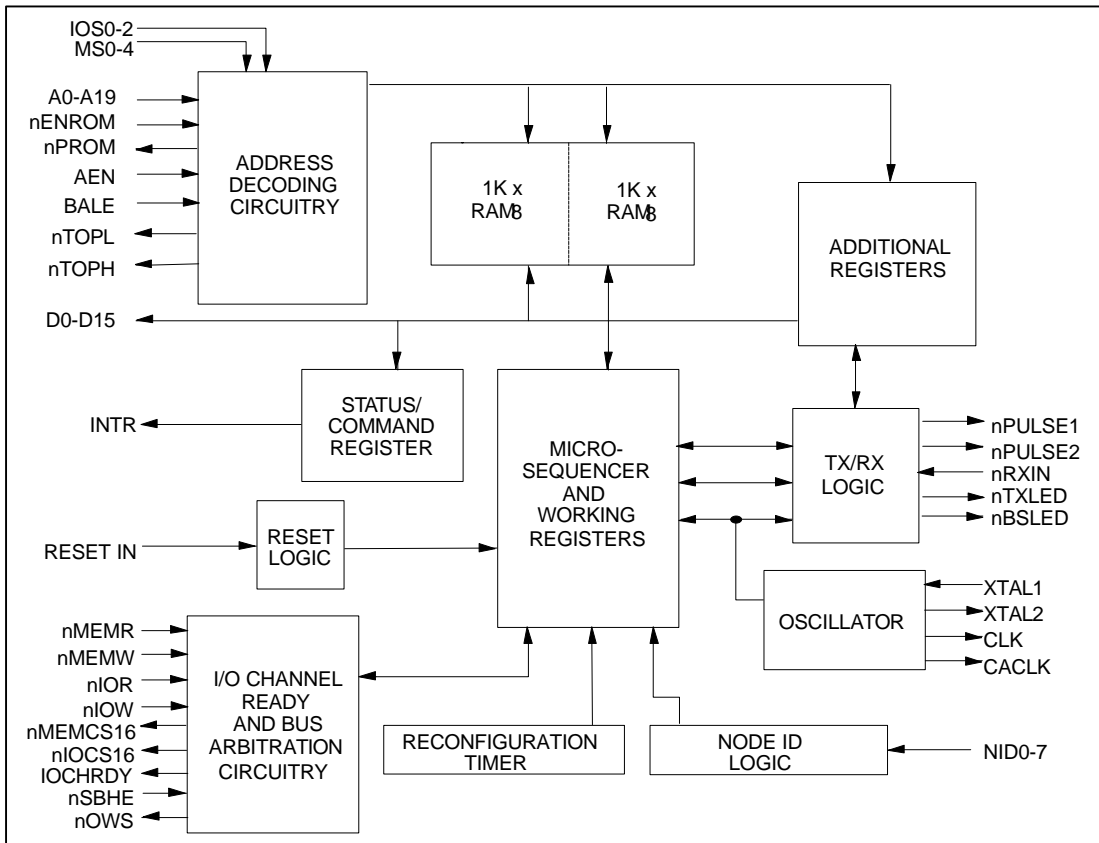 IOS0-2
MS0-4
A0-A19
nENROM
nPROM
AEN
BALE
nTOPL
nTOPH
D0-D15
ADDRESS
DECODING
CIRCUITRY
1K x
RAM8
1K x
RAM8
ADDITIONAL
REGISTERS
INTR
STATUS/
COMMAND
REGISTER
MICRO-
SEQUENCER
AND
WORKING
REGISTERS
TX/RX
LOGIC
nPULSE1
nPULSE2
nRXIN
nTXLED
nBSLED
RESET IN
RESET
LOGIC
OSCILLATOR
XTAL1
XTAL2
CLK
CACLK
nMEMR
nMEMW
nIOR
nIOW
nMEMCS16
nIOCS16
IOCHRDY
nSBHE
nOWS
I/O CHANNEL
READY
AND BUS
ARBITRATION
CIRCUITRY
RECONFIGURATION
TIMER
NODE ID
LOGIC
NID0-7